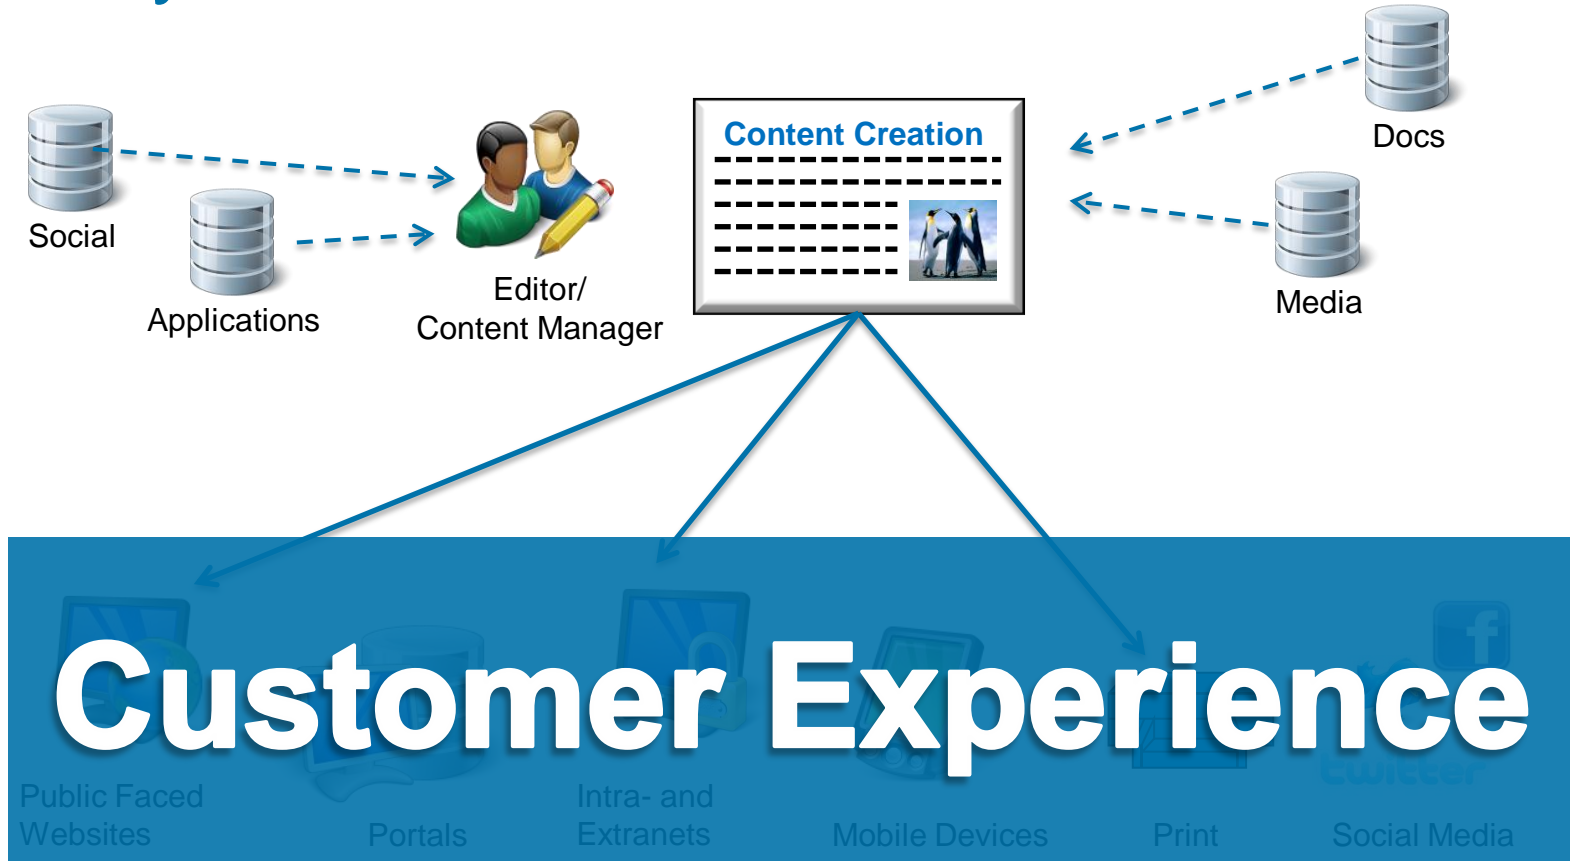 Docs
Content Creation
Social
Media
Editor/
Content Manager
Applications
Customer Experience
f
twitter
Public Faced
Websites
Portals
Intra- and
Extranets
Mobile Devices
Print
Social Media